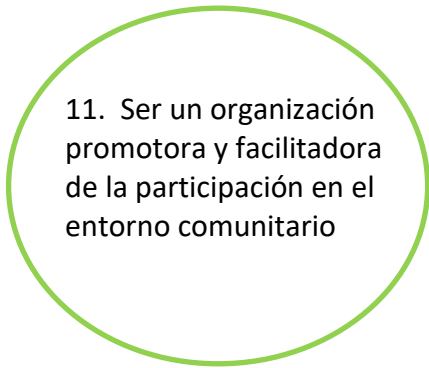 11. Ser un organización
promotora y facilitadora
de la participación en el
entorno comunitario